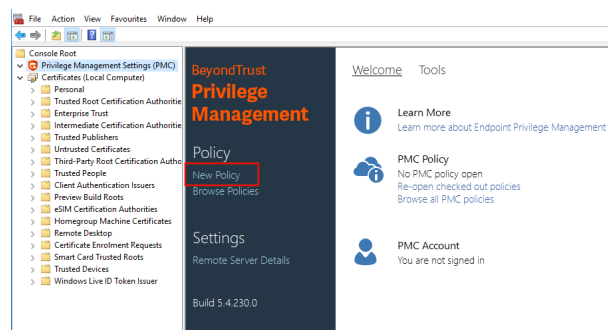 File Action View Favourites Window Help
Console Root
Privilege Management Settings (PMC)
Certificates (Local Computer)
Personal
Trusted Root Certification Authoritie
Enterprise Trust
Intermediate Certification Authoritie
Trusted Publishers
Untrusted Certificates
Third-Party Root Certification Autho
Trusted People
Client Authentication Issuers
Preview Build Roots
eSIM Certification Authorities
Homegroup Machine Certificates
Remote Desktop
Certificate Enrolment Requests
Smart Card Trusted Roots
Trusted Devices
Windows Live ID Token Issuer
BeyondTrust
Privilege
Management
Policy
New Policy
Browse Policies
Settings
Remote Server Details
Build 5.4.230.0
Welcome Tools
Learn More
Learn more about Endpoint Privilege Management
PMC Policy
No PMC policy open
Re-open checked out policies
Browse all PMC policies
PMC Account
You are not signed in